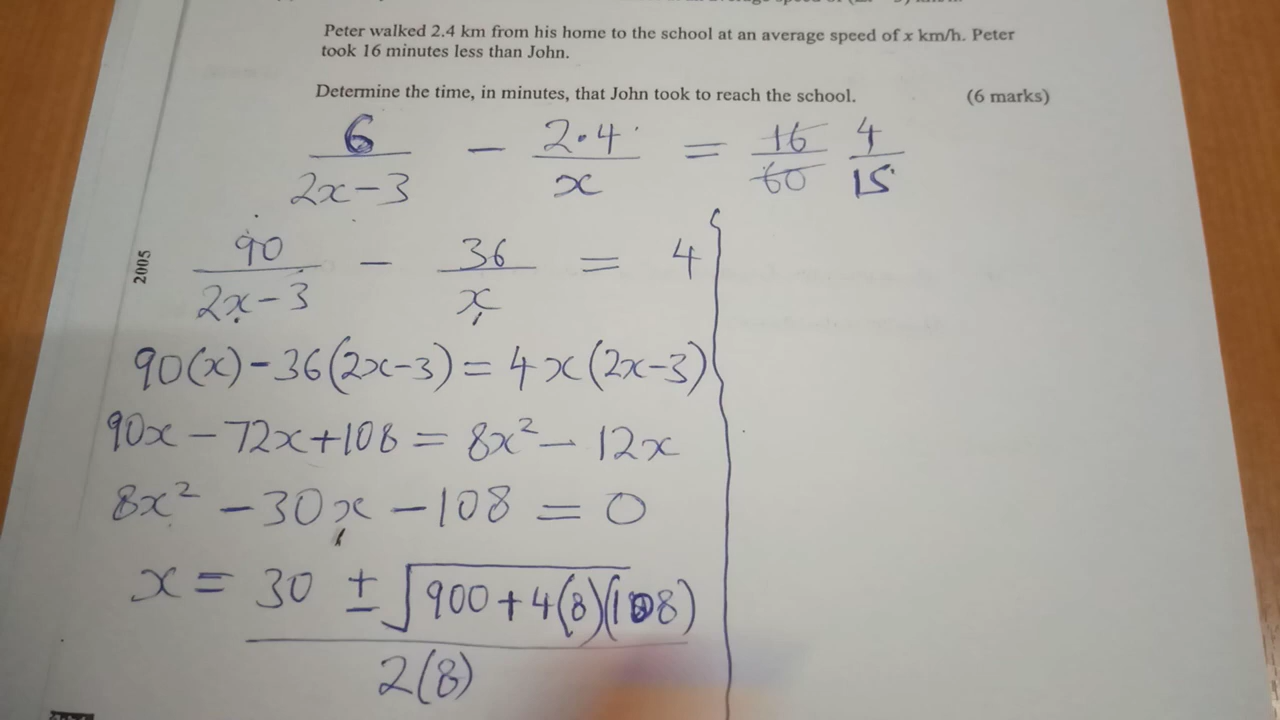 Peter walked 2.4 km from his home to the school at an average speed of x km/h. Peter
took 16 minutes less than John.
Determine the time, in minutes, that John took to reach the school. (6 marks)
6/(2x-3) - 2.4/x = 16/60 4/15
2005
90/(2x-3) - 36/x = 4
90(x)-36(2x-3) = 4x(2x-3)
90x - 72x + 108 = 8x² - 12x
8x² - 30x - 108 = 0
x = (30 ± √(900 + 4(8)(108)))/2(8)